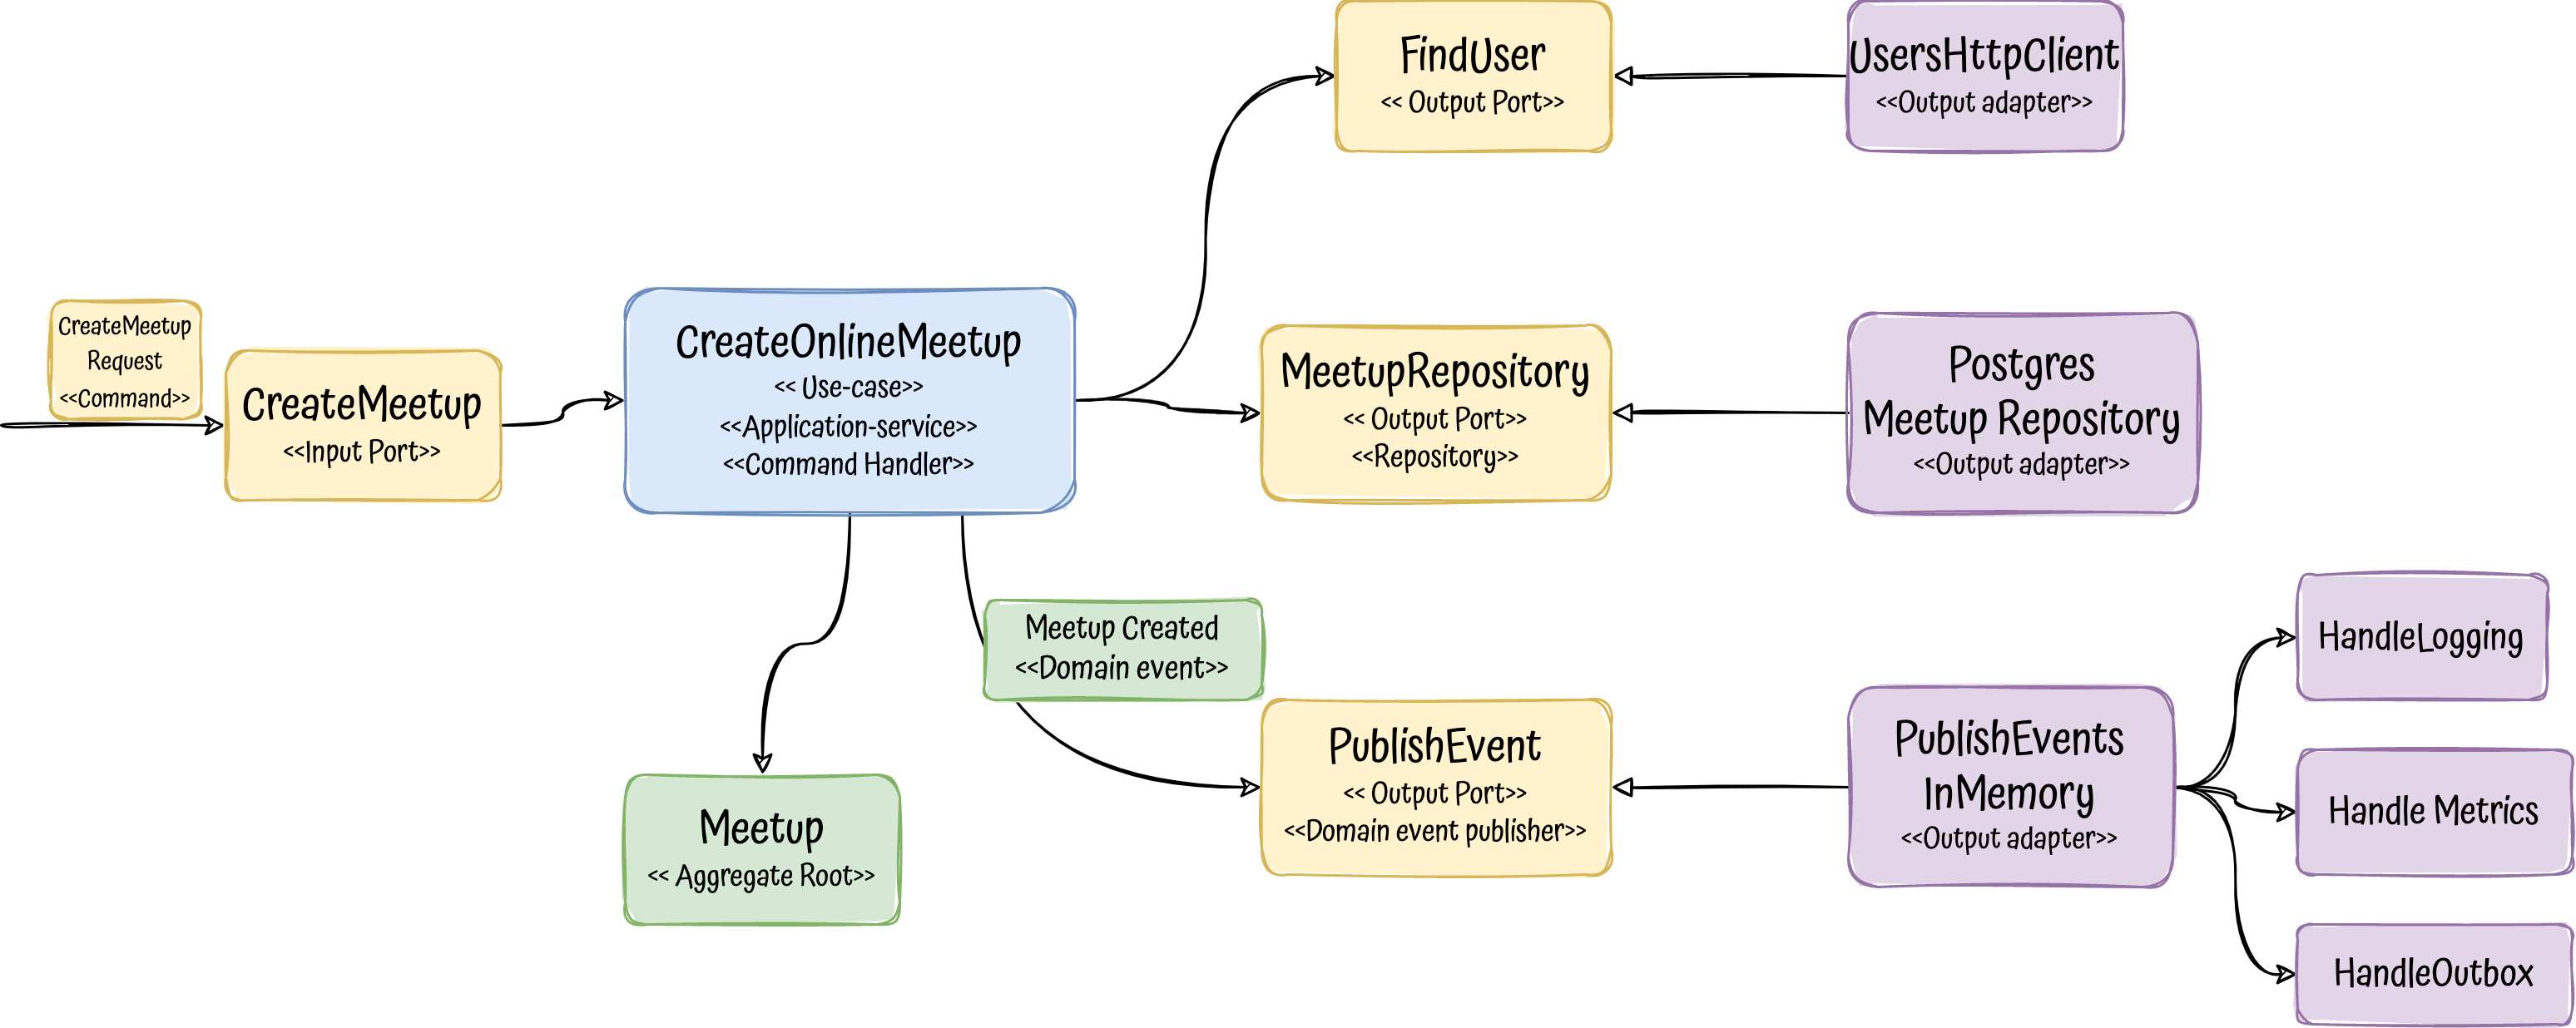 FindUser
<< Output Port>>
UsersHttpClient
<<Output adapter>>
CreateMeetup
Request
<<Command>>
CreateMeetup
<<Input Port>>
CreateOnlineMeetup
<< Use-case>>
<<Application-service>>
<<Command Handler>>
MeetupRepository
<< Output Port>>
<<Repository>>
Postgres
Meetup Repository
<<Output adapter>>
Meetup Created
<<Domain event>>
Meetup
<< Aggregate Root>>
PublishEvent
<< Output Port>>
<<Domain event publisher>>
PublishEvents
InMemory
<<Output adapter>>
HandleLogging
Handle Metrics
HandleOutbox